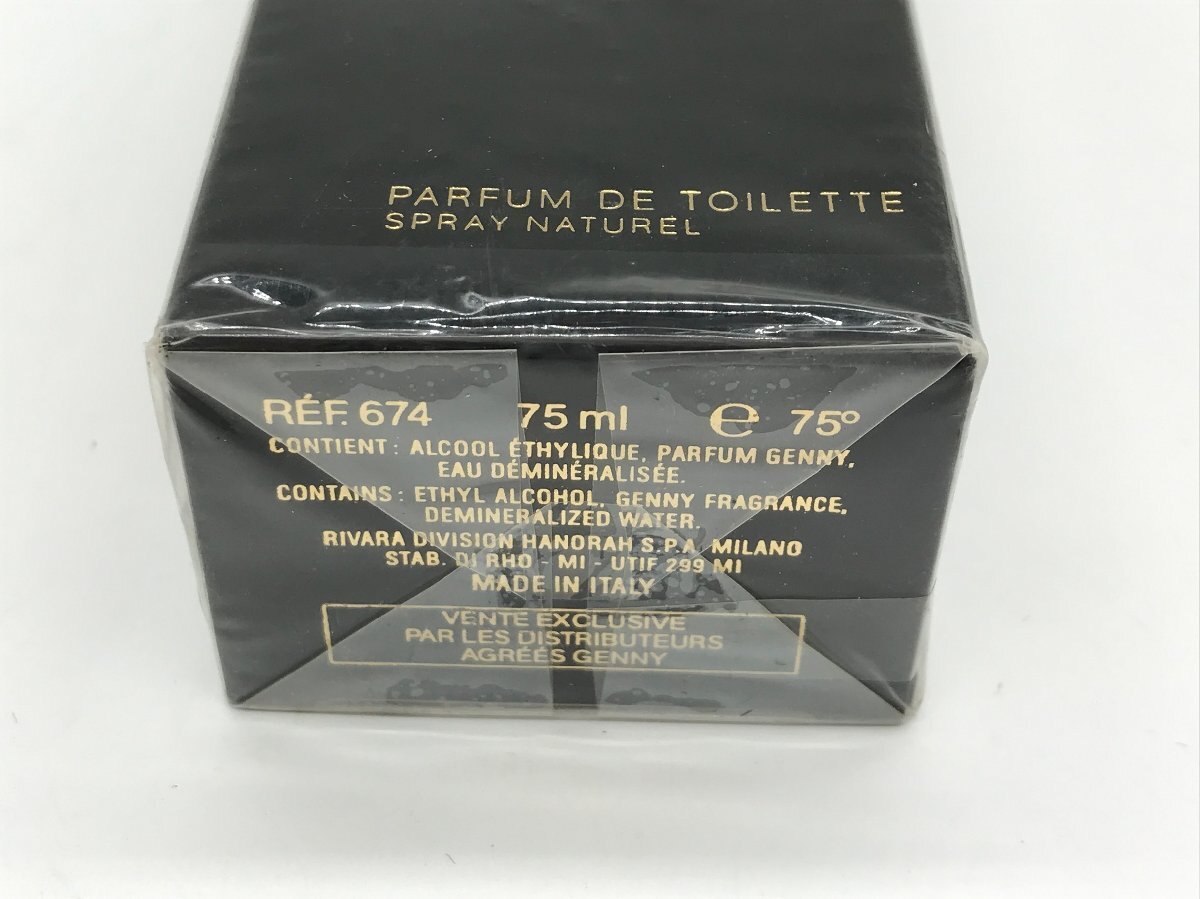 PARFUM DE TOILETTE
SPRAY NATUREL
RÉF. 674 75 ml ℮ 75°
CONTIENT : ALCOOL ÉTHYLIQUE, PARFUM GENNY,
EAU DÉMINÉRALISÉE.
CONTAINS : ETHYL ALCOHOL, GENNY FRAGRANCE,
DEMINERALIZED WATER.
RIVARA DIVISION HANORAH S.P.A. MILANO
STAB. DI RHO - MI - UTIF 299 MI
MADE IN ITALY
VENTE EXCLUSIVE
PAR LES DISTRIBUTEURS
AGRÉÉS GENNY